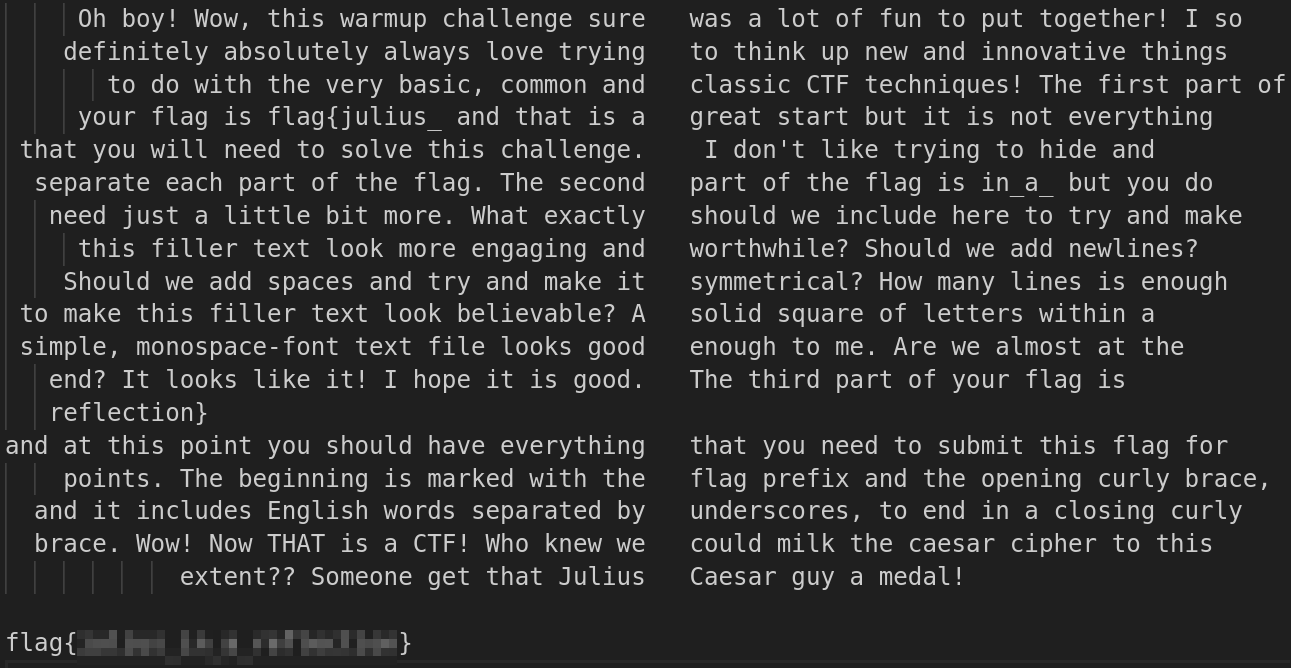 Oh boy! Wow, this warmup challenge sure   was a lot of fun to put together! I so
definitely absolutely always love trying   to think up new and innovative things
to do with the very basic, common and   classic CTF techniques! The first part of
your flag is flag{julius_ and that is a   great start but it is not everything
that you will need to solve this challenge.    I don't like trying to hide and
separate each part of the flag. The second   part of the flag is in_a_ but you do
need just a little bit more. What exactly   should we include here to try and make
this filler text look more engaging and   worthwhile? Should we add newlines?
Should we add spaces and try and make it   symmetrical? How many lines is enough
to make this filler text look believable? A   solid square of letters within a
simple, monospace-font text file looks good   enough to me. Are we almost at the
end? It looks like it! I hope it is good.   The third part of your flag is
reflection}
and at this point you should have everything   that you need to submit this flag for
points. The beginning is marked with the   flag prefix and the opening curly brace,
and it includes English words separated by   underscores, to end in a closing curly
brace. Wow! Now THAT is a CTF! Who knew we   could milk the caesar cipher to this
extent?? Someone get that Julius   Caesar guy a medal!
flag{ }